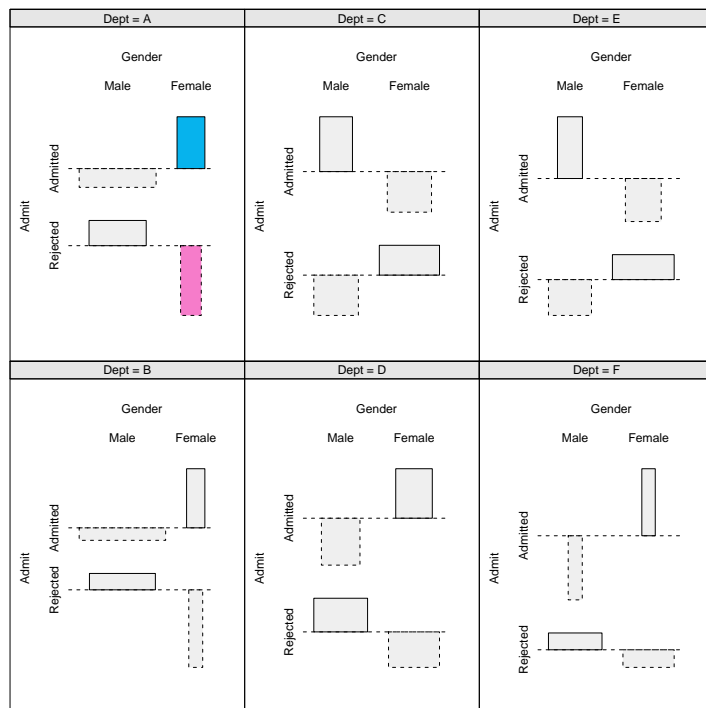 Dept = A
Gender
Male Female
Admit
Admitted
Rejected
Dept = C
Gender
Male Female
Admit
Admitted
Rejected
Dept = E
Gender
Male Female
Admit
Admitted
Rejected
Dept = B
Gender
Male Female
Admit
Admitted
Rejected
Dept = D
Gender
Male Female
Admit
Admitted
Rejected
Dept = F
Gender
Male Female
Admit
Admitted
Rejected